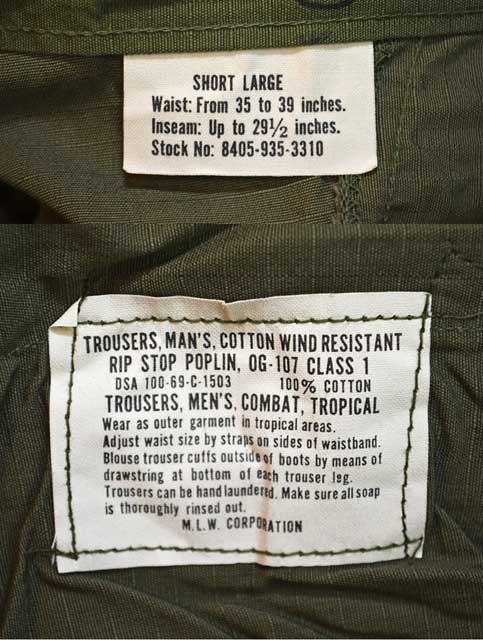 SHORT LARGE
Waist: From 35 to 39 inches.
Inseam: Up to 29½ inches.
Stock No: 8405-935-3310
TROUSERS, MAN'S, COTTON WIND RESISTANT
RIP STOP POPLIN, OG-107 CLASS 1
DSA 100-69-C-1503 100% COTTON
TROUSERS, MEN'S, COMBAT, TROPICAL
Wear as outer garment in tropical areas.
Adjust waist size by straps on sides of waistband.
Blouse trouser cuffs outside of boots by means of
drawstring at bottom of each trouser leg.
Trousers can be hand laundered. Make sure all soap
is thoroughly rinsed out.
M.L.W. CORPORATION